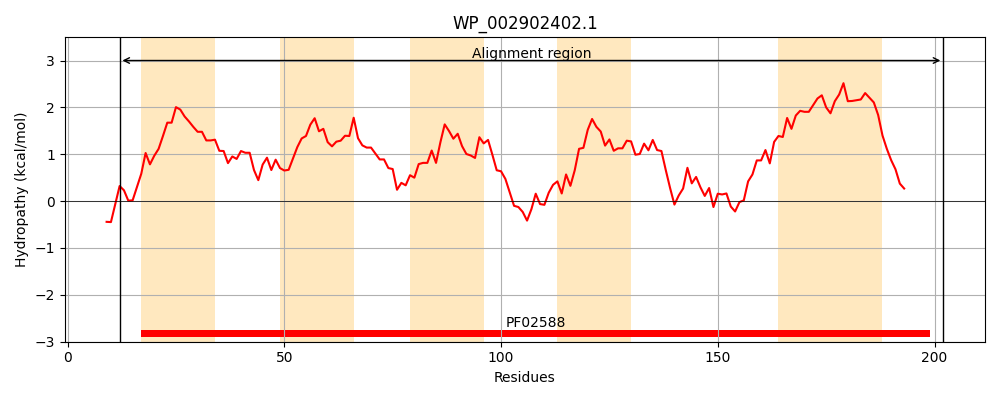 WP_002902402.1
Alignment region
3
2
1
0
−1
−2
−3
Hydropathy (kcal/mol)
PF02588
0 50 100 150 200
Residues